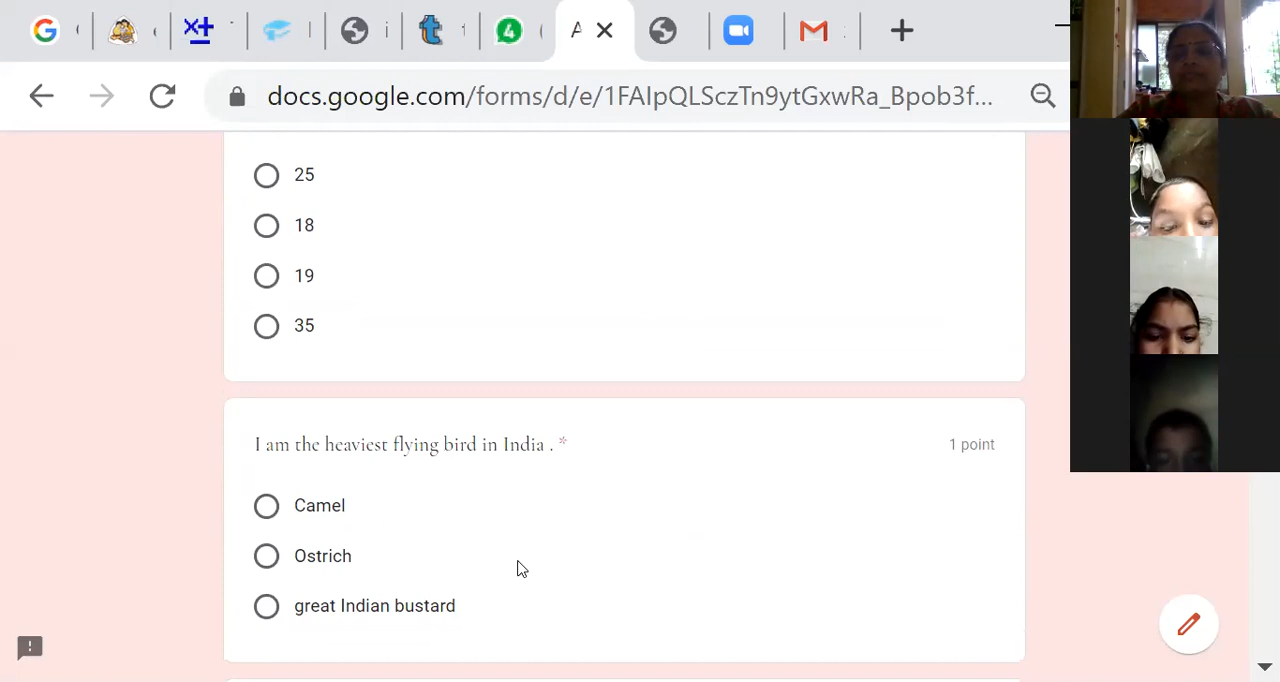 docs.google.com/forms/d/e/1FAIpQLSczTn9ytGxwRa_Bpob3f...
25
18
19
35
I am the heaviest flying bird in India . *
1 point
Camel
Ostrich
great Indian bustard